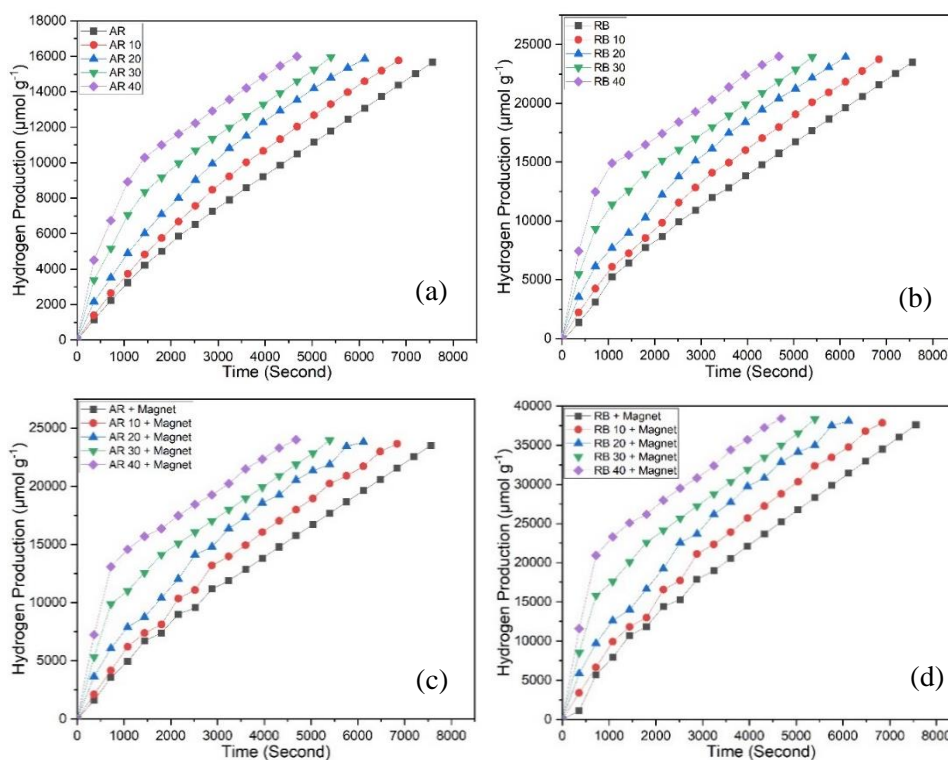 Hydrogen Production (μmol g⁻¹)
18000
16000
14000
12000
10000
8000
6000
4000
2000
0
AR
AR 10
AR 20
AR 30
AR 40
(a)
0 1000 2000 3000 4000 5000 6000 7000 8000
Time (Second)
Hydrogen Production (μmol g⁻¹)
25000
20000
15000
10000
5000
0
RB
RB 10
RB 20
RB 30
RB 40
(b)
0 1000 2000 3000 4000 5000 6000 7000 8000
Time (Second)
Hydrogen Production (μmol g⁻¹)
25000
20000
15000
10000
5000
0
AR + Magnet
AR 10 + Magnet
AR 20 + Magnet
AR 30 + Magnet
AR 40 + Magnet
(c)
0 1000 2000 3000 4000 5000 6000 7000 8000
Time (Second)
Hydrogen Production (μmol g⁻¹)
40000
35000
30000
25000
20000
15000
10000
5000
0
RB + Magnet
RB 10 + Magnet
RB 20 + Magnet
RB 30 + Magnet
RB 40 + Magnet
(d)
0 1000 2000 3000 4000 5000 6000 7000 8000
Time (Second)